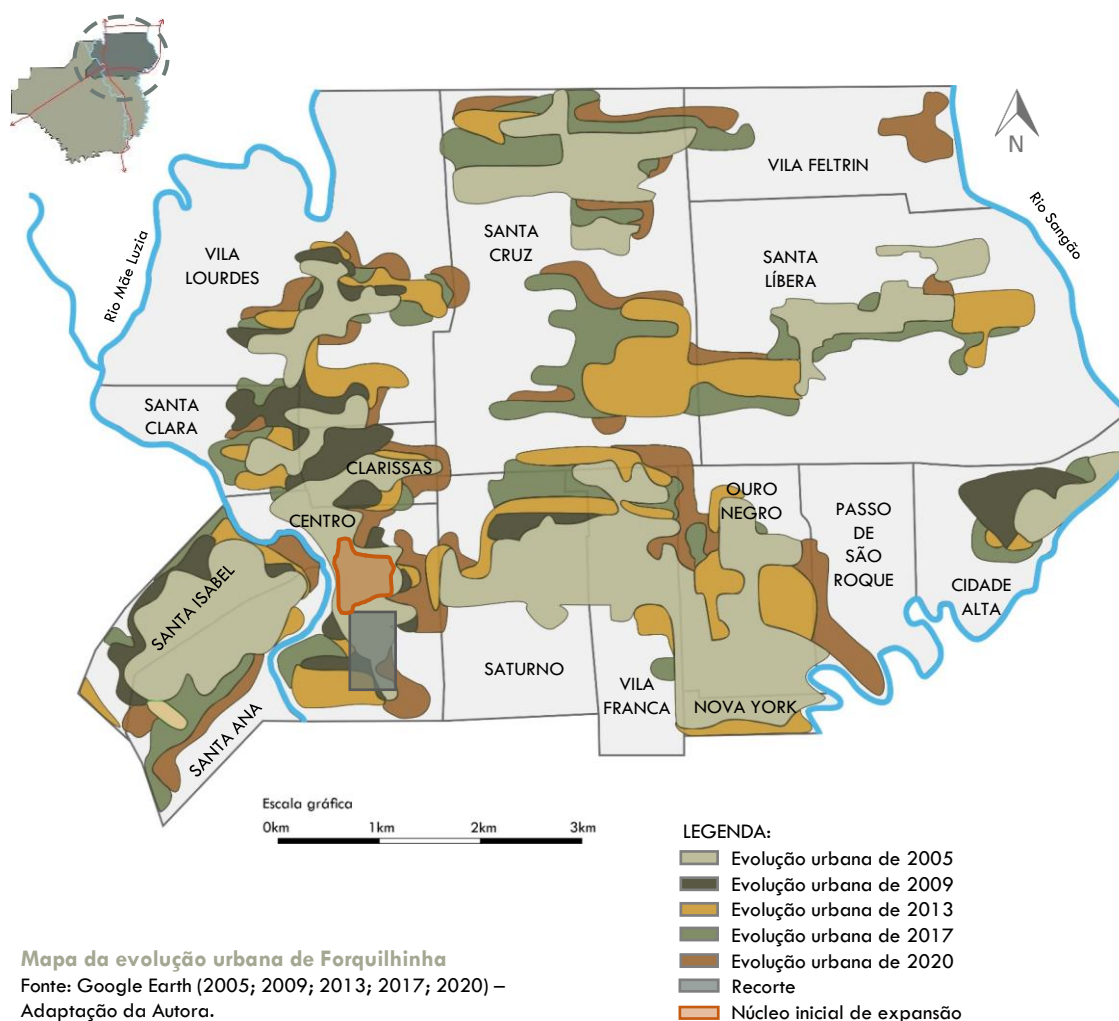 N
VILA FELTRIN
Rio Sangão
Rio Mãe Luzia
VILA
LOURDES
SANTA
CRUZ
SANTA
LÍBERA
SANTA
CLARA
CLARISSAS
CENTRO
OURO
NEGRO
PASSO
DE
SÃO
ROQUE
CIDADE
ALTA
SANTA ISABEL
SATURNO
VILA
FRANCA
NOVA YORK
SANTA ANA
Escala gráfica
0km 1km 2km 3km
LEGENDA:
Evolução urbana de 2005
Evolução urbana de 2009
Evolução urbana de 2013
Evolução urbana de 2017
Evolução urbana de 2020
Recorte
Núcleo inicial de expansão
Mapa da evolução urbana de Forquilhinha
Fonte: Google Earth (2005; 2009; 2013; 2017; 2020) –
Adaptação da Autora.